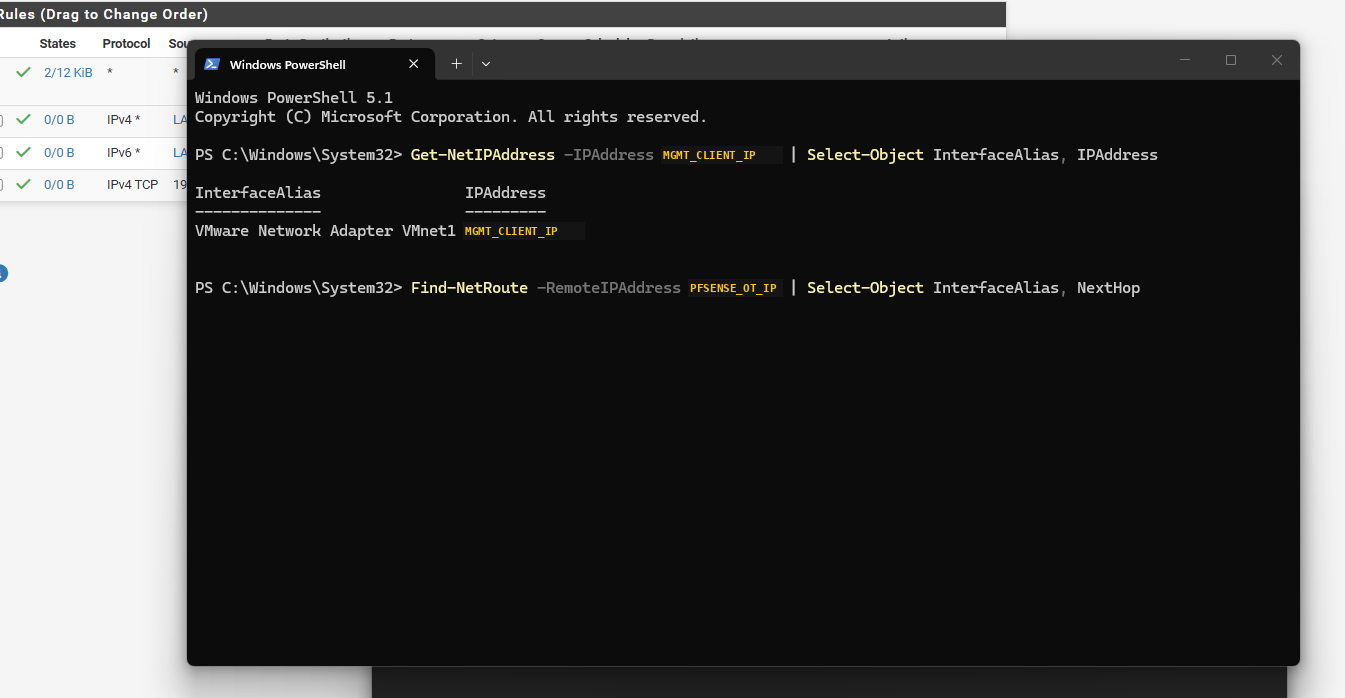 Rules (Drag to Change Order)
States Protocol
2/12 KiB * *
0/0 B IPv4 *
0/0 B IPv6 *
0/0 B IPv4 TCP
Windows PowerShell
Windows PowerShell 5.1
Copyright (C) Microsoft Corporation. All rights reserved.
PS C:\Windows\System32> Get-NetIPAddress -IPAddress MGMT_CLIENT_IP | Select-Object InterfaceAlias, IPAddress
InterfaceAlias IPAddress
-------------- ---------
VMware Network Adapter VMnet1 MGMT_CLIENT_IP
PS C:\Windows\System32> Find-NetRoute -RemoteIPAddress PFSENSE_OT_IP | Select-Object InterfaceAlias, NextHop